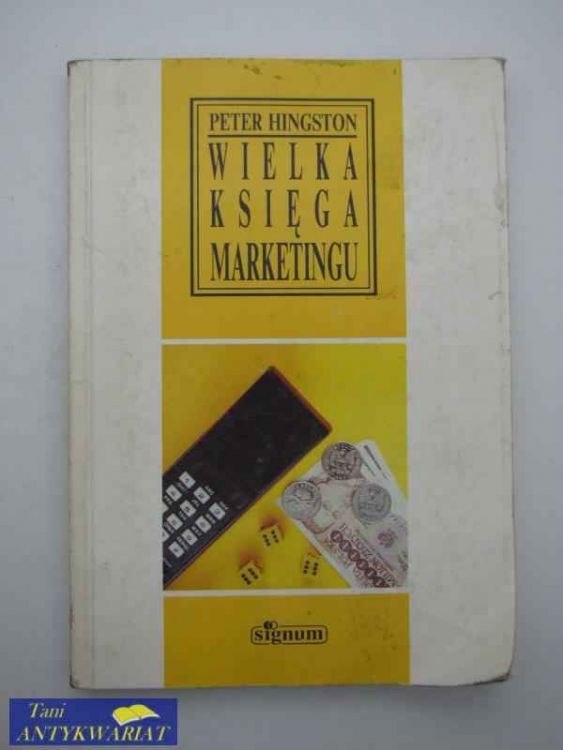 PETER HINGSTON
WIELKA
KSIĘGA
MARKETINGU
signum
Tani
ANTYKWARIAT